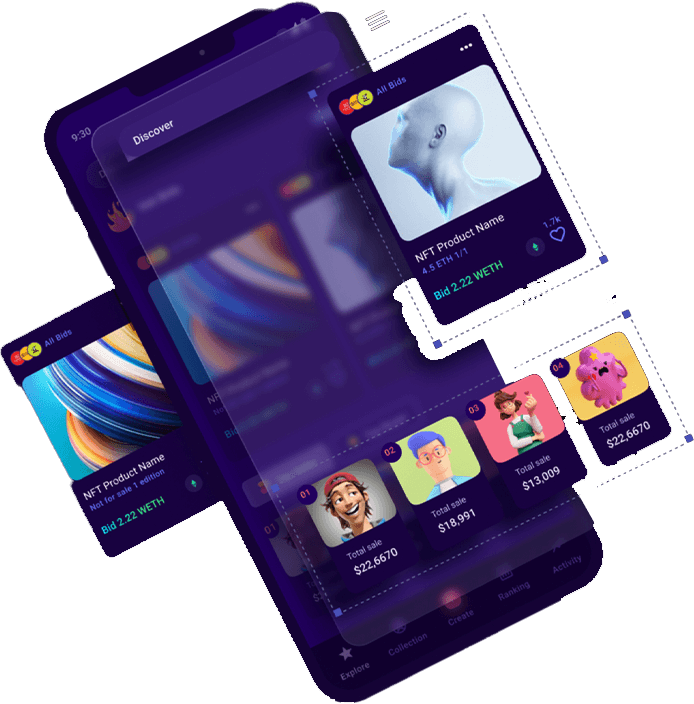 9:30
Discover
All Bids
NFT Product Name
4.5 ETH 1/1
1.7k
Bid 2.22 WETH
All Bids
NFT Product Name
Not for sale 1 edition
Bid 2.22 WETH
01
Total sale
$22,6670
02
Total sale
$18,991
03
Total sale
$13,009
04
Total sale
$22,6670
Explore
Collection
Create
Ranking
Activity